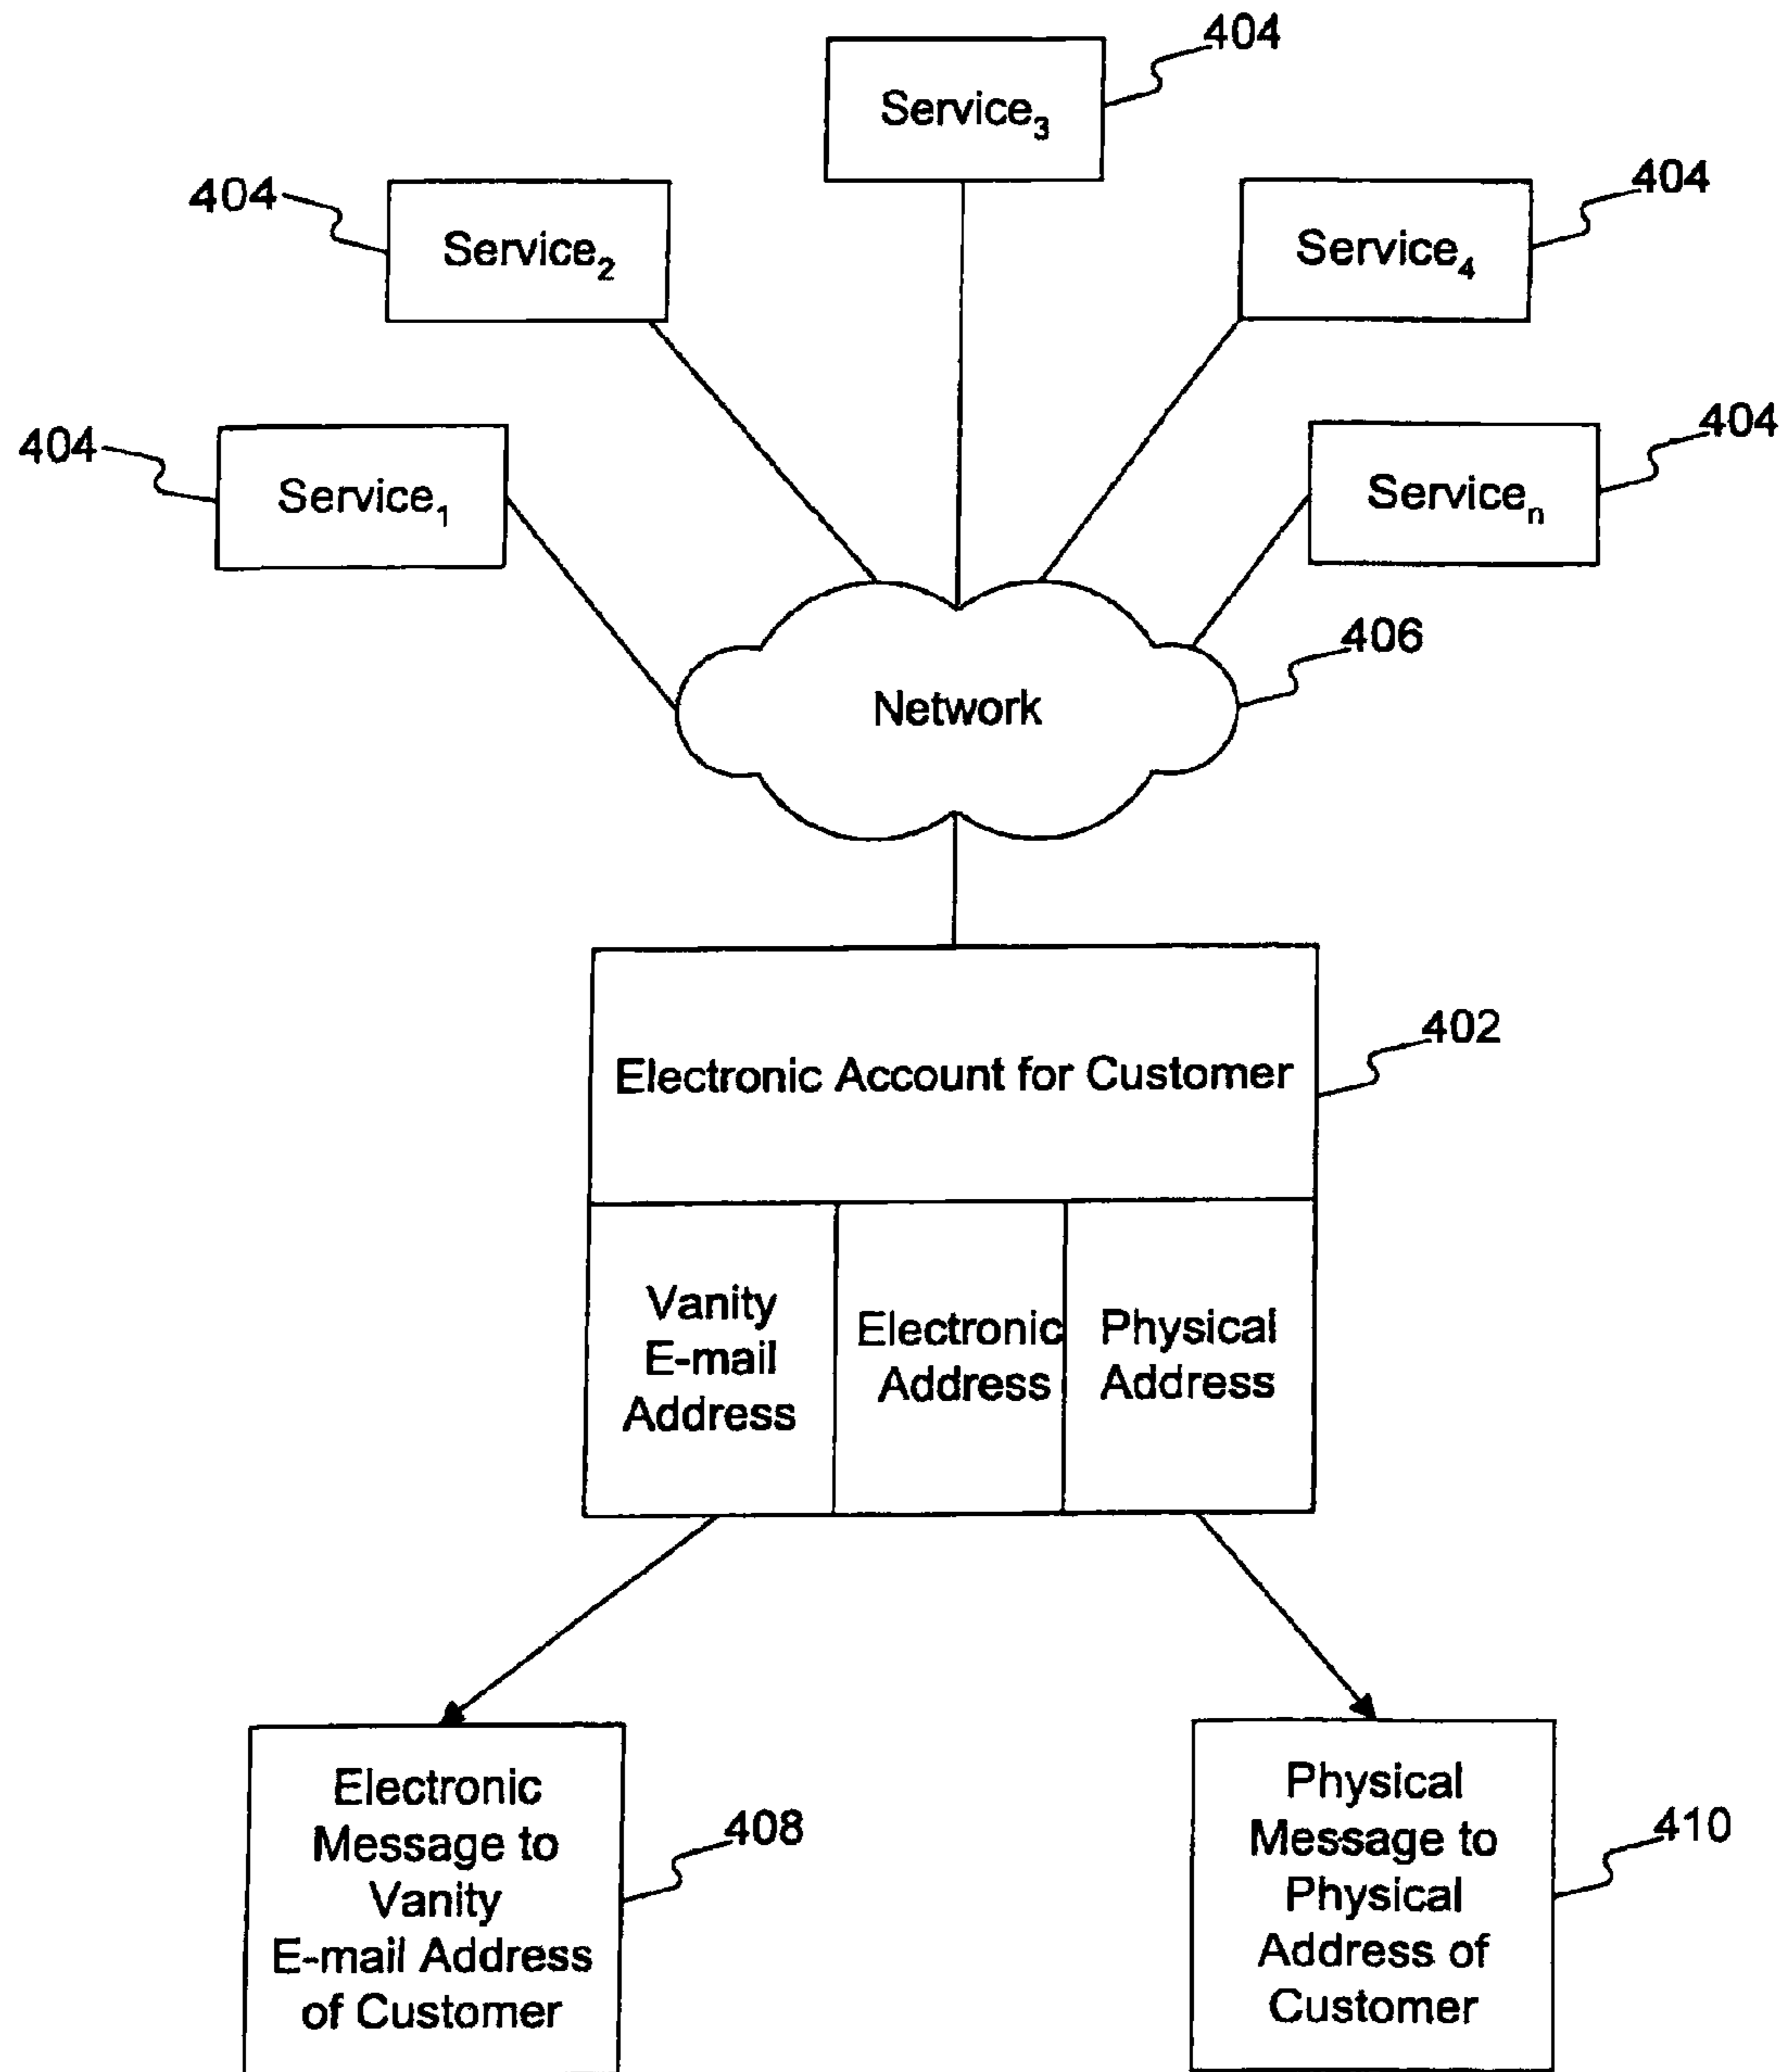 404
Service3
404
Service2
404
Service4
404
Service1
404
Servicen
406
Network
402
Electronic Account for Customer
Vanity
E-mail
Address
Electronic
Address
Physical
Address
408
Electronic
Message to
Vanity
E-mail Address
of Customer
410
Physical
Message to
Physical
Address of
Customer